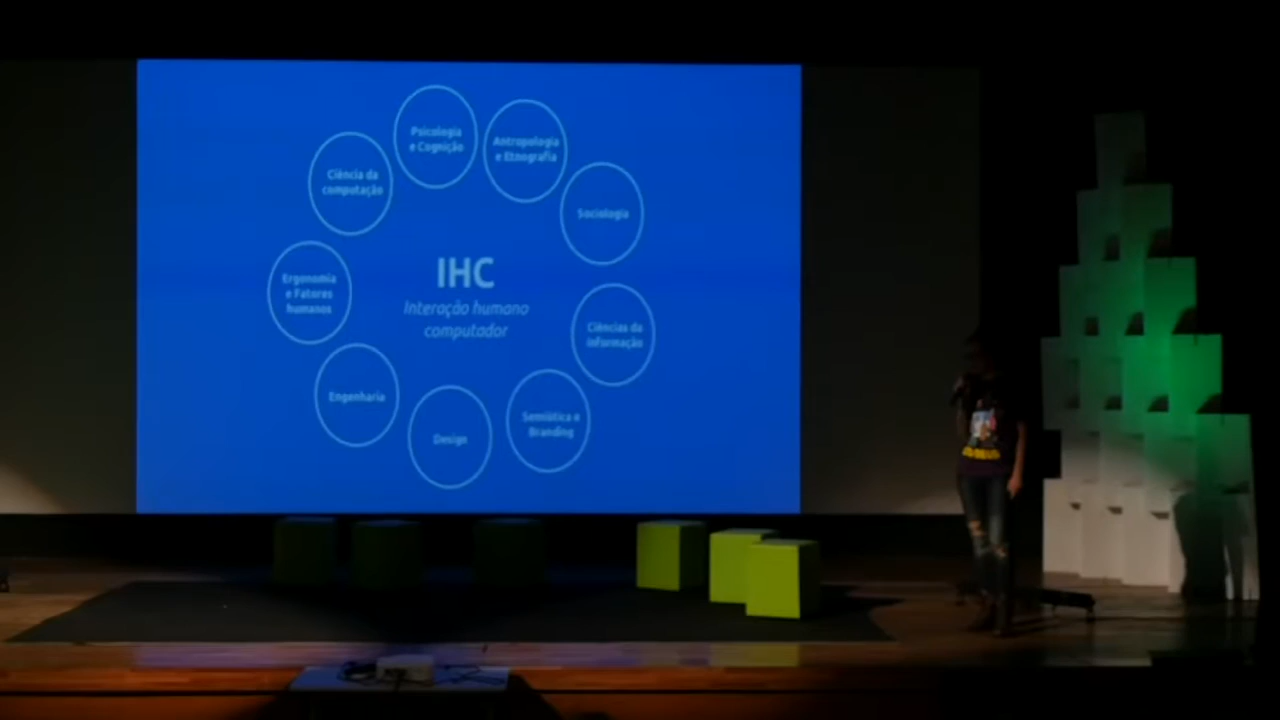 Psicologia
e Cognição
Antropologia
e Etnografia
Ciência da
computação
Sociologia
Ergonomia
e Fatores
humanos
IHC
Interação humano
computador
Ciências da
informação
Engenharia
Design
Semiótica e
Branding